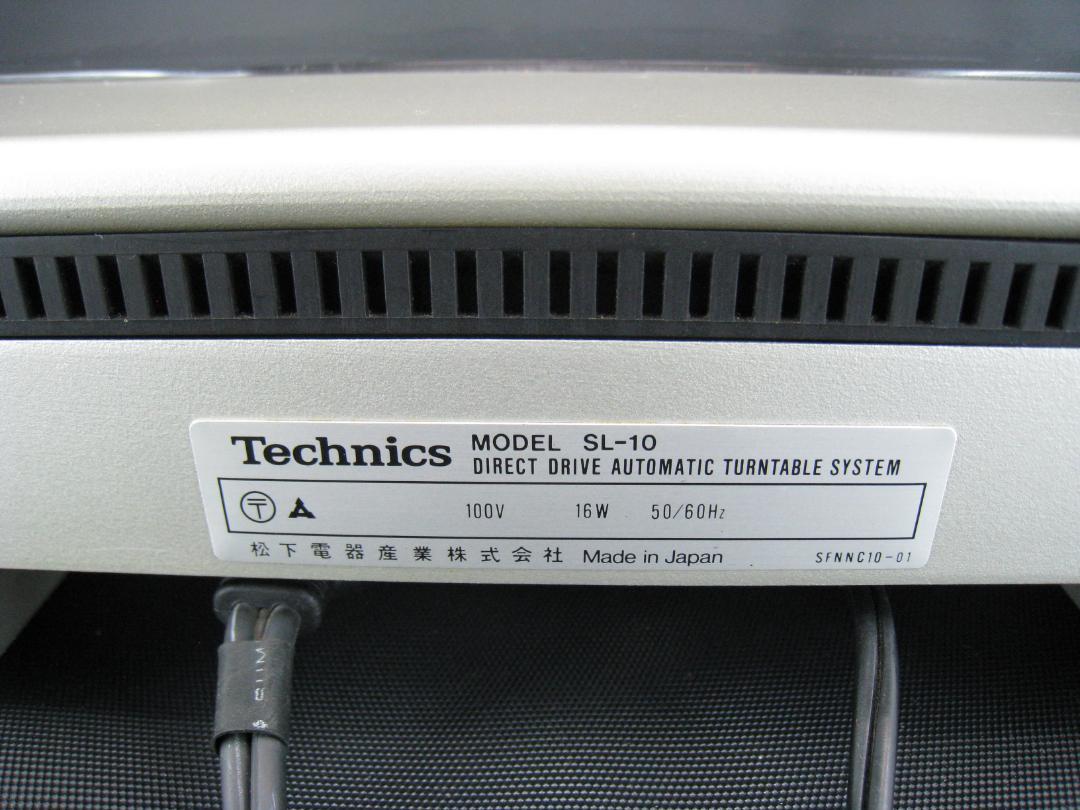 Technics MODEL SL-10
DIRECT DRIVE AUTOMATIC TURNTABLE SYSTEM
〒 100V 16W 50/60Hz
松下電器産業株式会社 Made in Japan SFNNC10-01